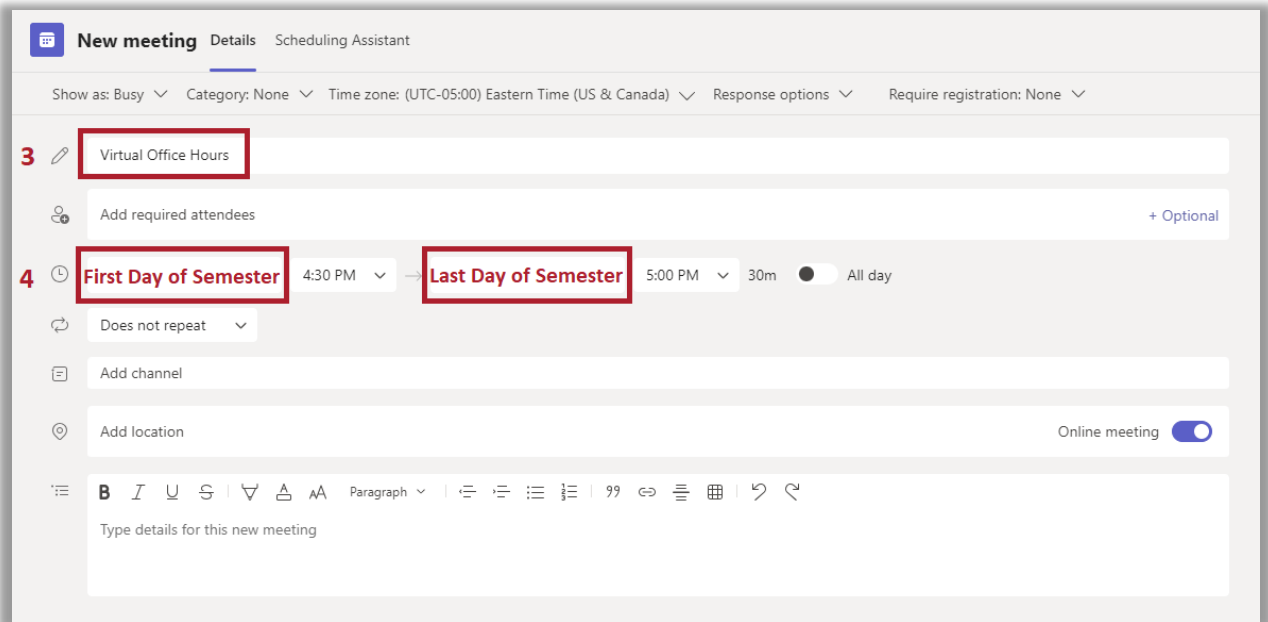 New meeting Details Scheduling Assistant
Show as: Busy Category: None Time zone: (UTC-05:00) Eastern Time (US & Canada) Response options Require registration: None
3 Virtual Office Hours
Add required attendees + Optional
4 First Day of Semester 4:30 PM → Last Day of Semester 5:00 PM 30m All day
Does not repeat
Add channel
Add location Online meeting
B I U S A AA Paragraph 99
Type details for this new meeting